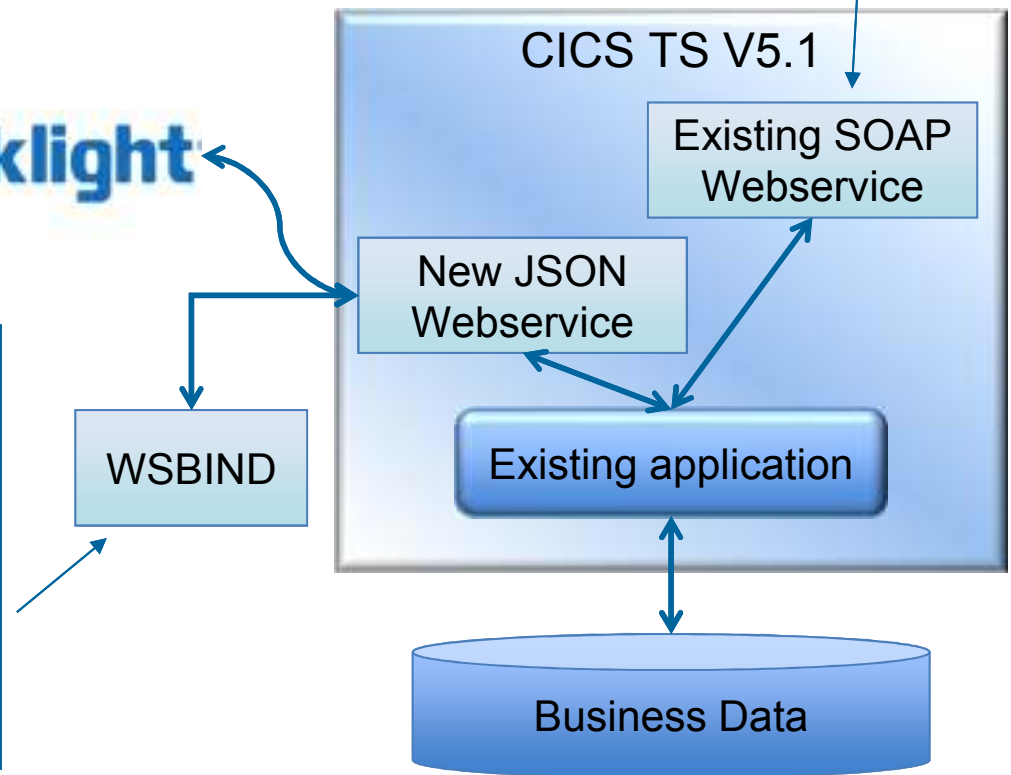 CICS TS V5.1
Existing SOAP
Webservice
klight
New JSON
Webservice
WSBIND
Existing application
Business Data